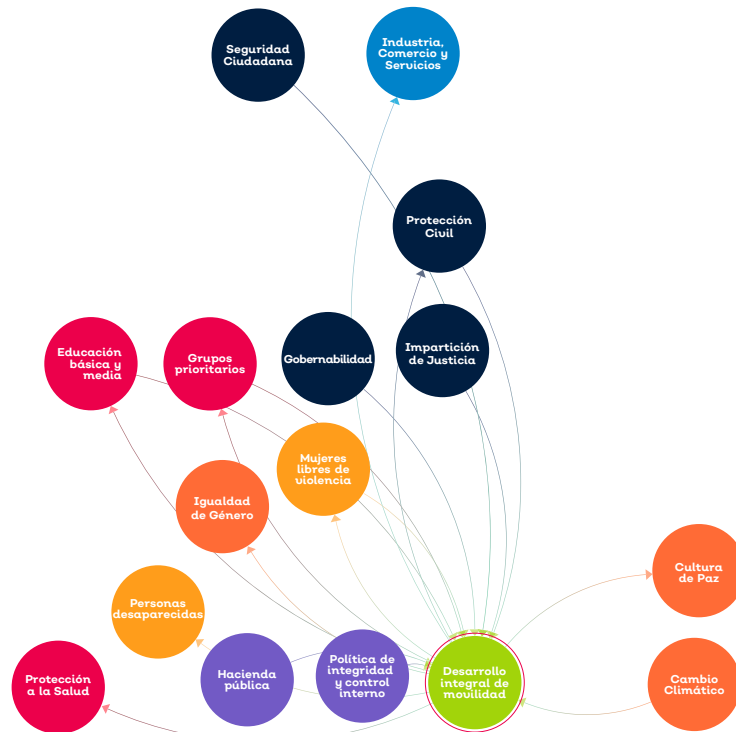 Seguridad
Ciudadana
Industria,
Comercio y
Servicios
Protección
Civil
Educación
básica y
media
Grupos
prioritarios
Gobernabilidad
Impartición
de Justicia
Mujeres
libres de
violencia
Igualdad
de Género
Cultura
de Paz
Personas
desaparecidas
Protección
a la Salud
Hacienda
pública
Política de
integridad
y control
interno
Desarrollo
integral de
movilidad
Cambio
Climático